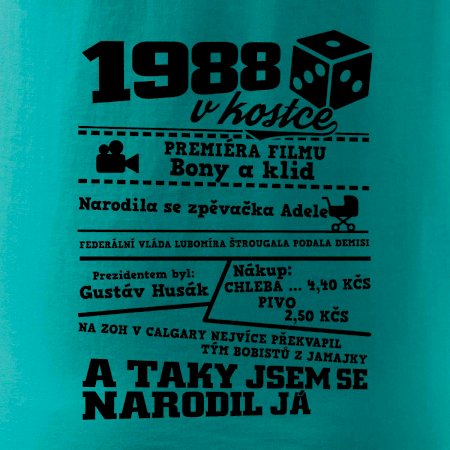 1988
v kostce
PREMIÉRA FILMU
Bony a klid
Narodila se zpěvačka Adele
FEDERÁLNÍ VLÁDA LUBOMÍRA ŠTROUGALA PODALA DEMISI
Prezidentem byl:
Gustáv Husák
Nákup:
CHLEBA ... 4,40 KČS
PIVO
2,50 KČS
NA ZOH V CALGARY NEJVÍCE PŘEKVAPIL
TÝM BOBISTŮ Z JAMAJKY
A TAKY JSEM SE
NARODIL JÁ